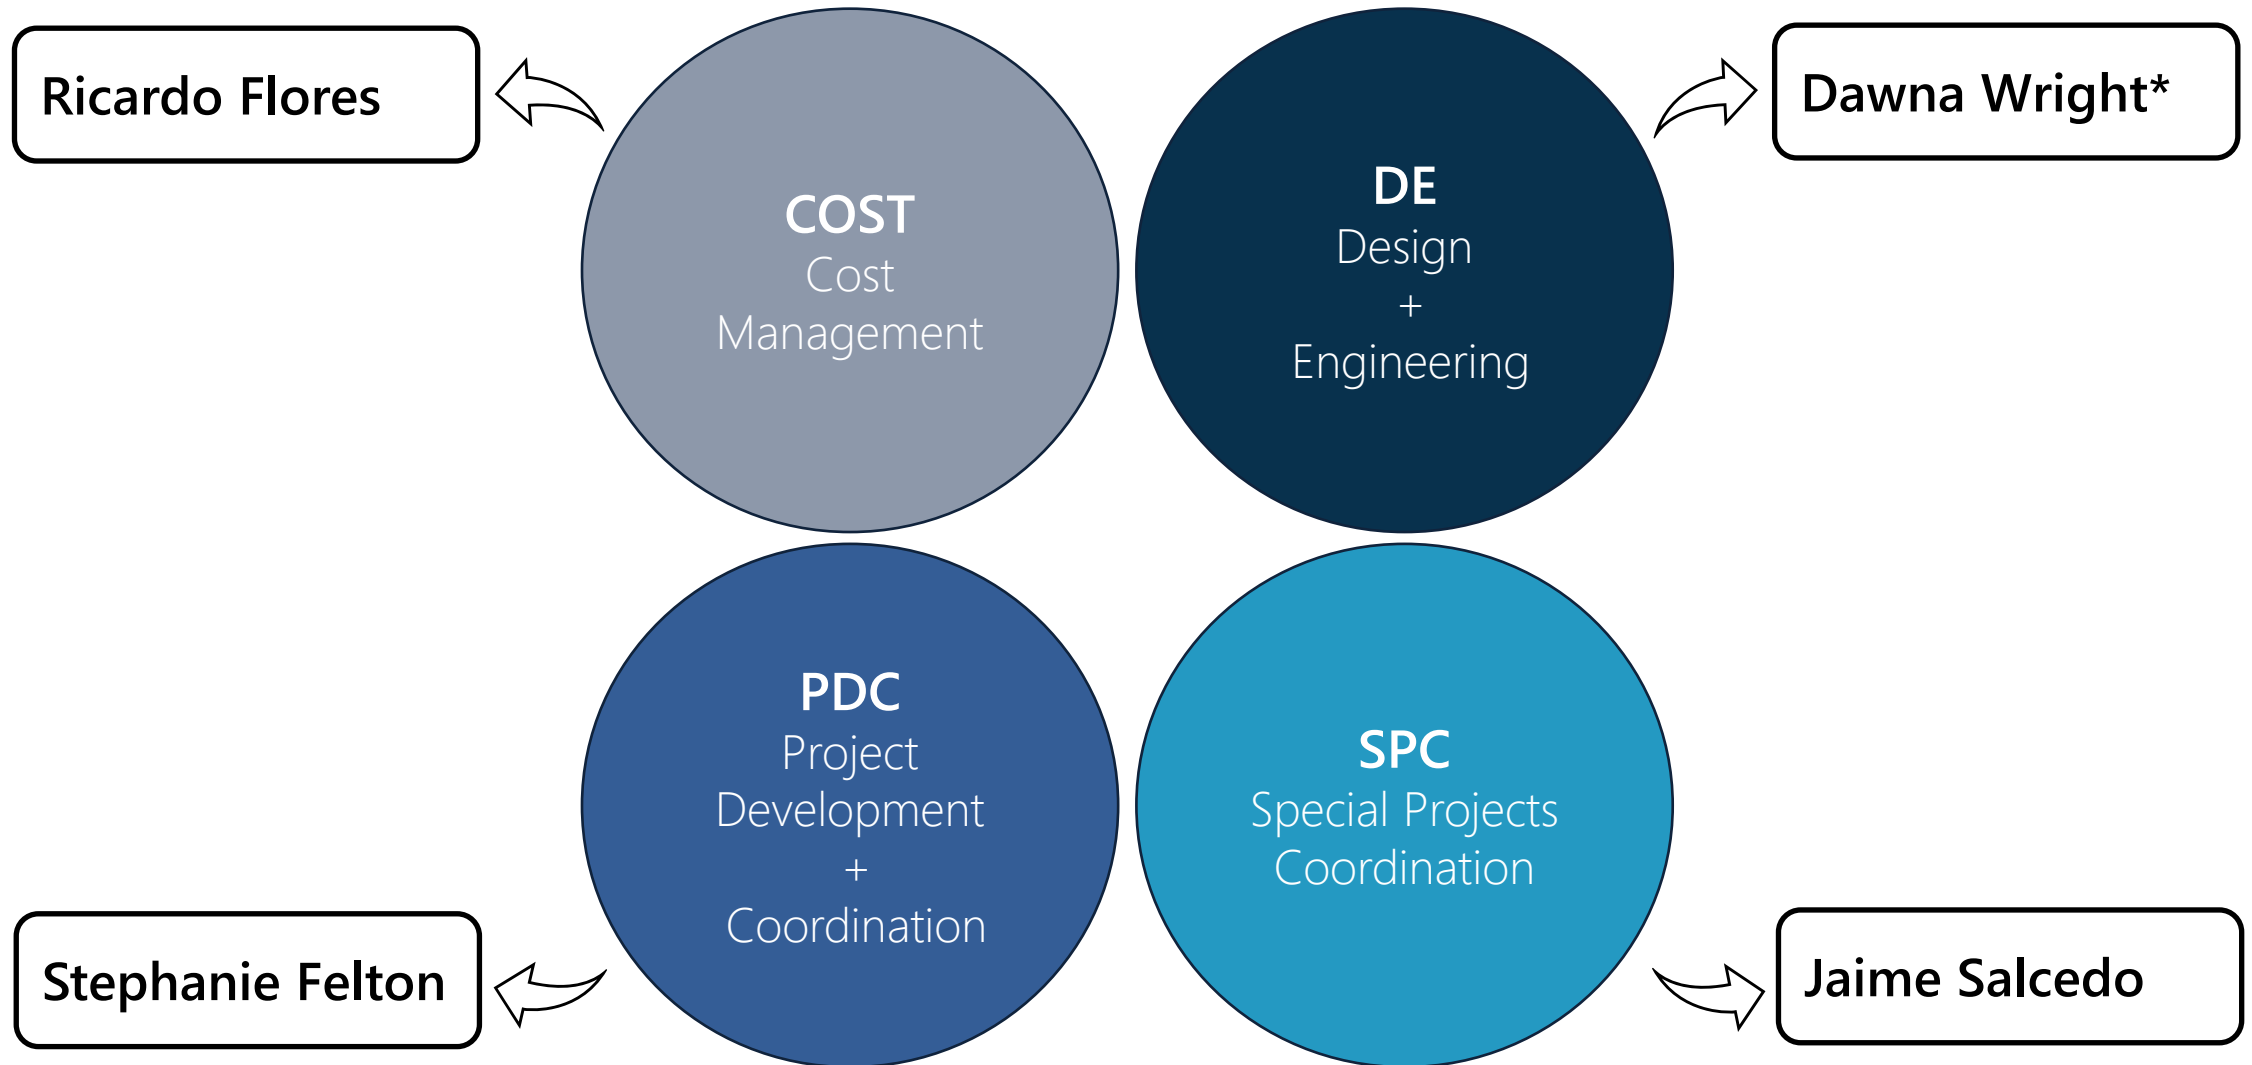 Ricardo Flores
COST
Cost
Management
DE
Design
+
Engineering
Dawna Wright*
Stephanie Felton
PDC
Project
Development
+
Coordination
SPC
Special Projects
Coordination
Jaime Salcedo